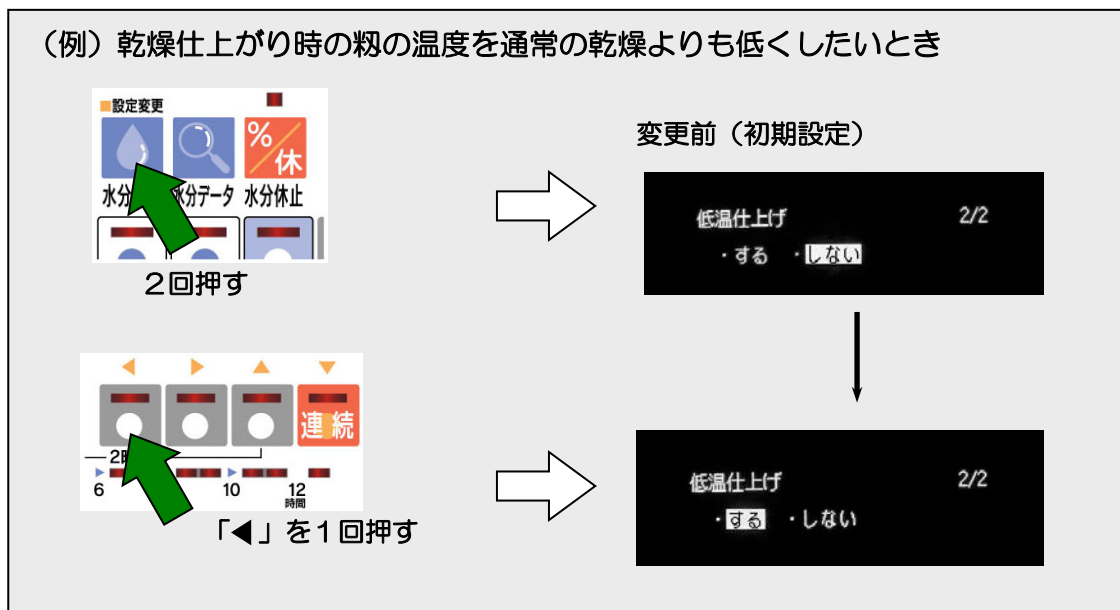 （例）乾燥仕上がり時の籾の温度を通常の乾燥よりも低くしたいとき
■設定変更
%/休
水分 水分データ 水分休止
２回押す
変更前（初期設定）
低温仕上げ 2/2
・する ・しない
◀ ▶ ▲ ▼
連続
2時
6 10 12
時間
「◀」を１回押す
低温仕上げ 2/2
・する ・しない